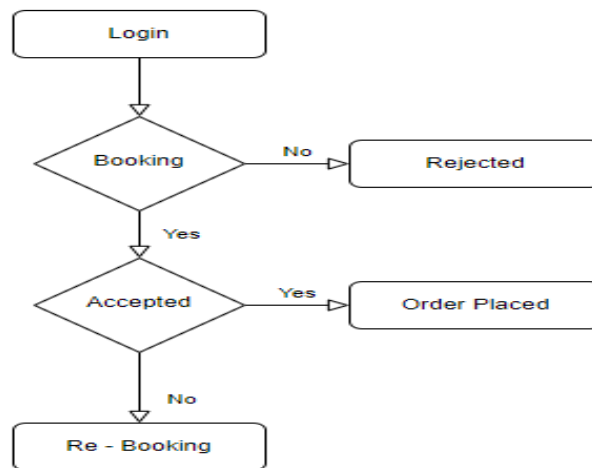 Login
Booking
No
Rejected
Yes
Accepted
Yes
Order Placed
No
Re - Booking